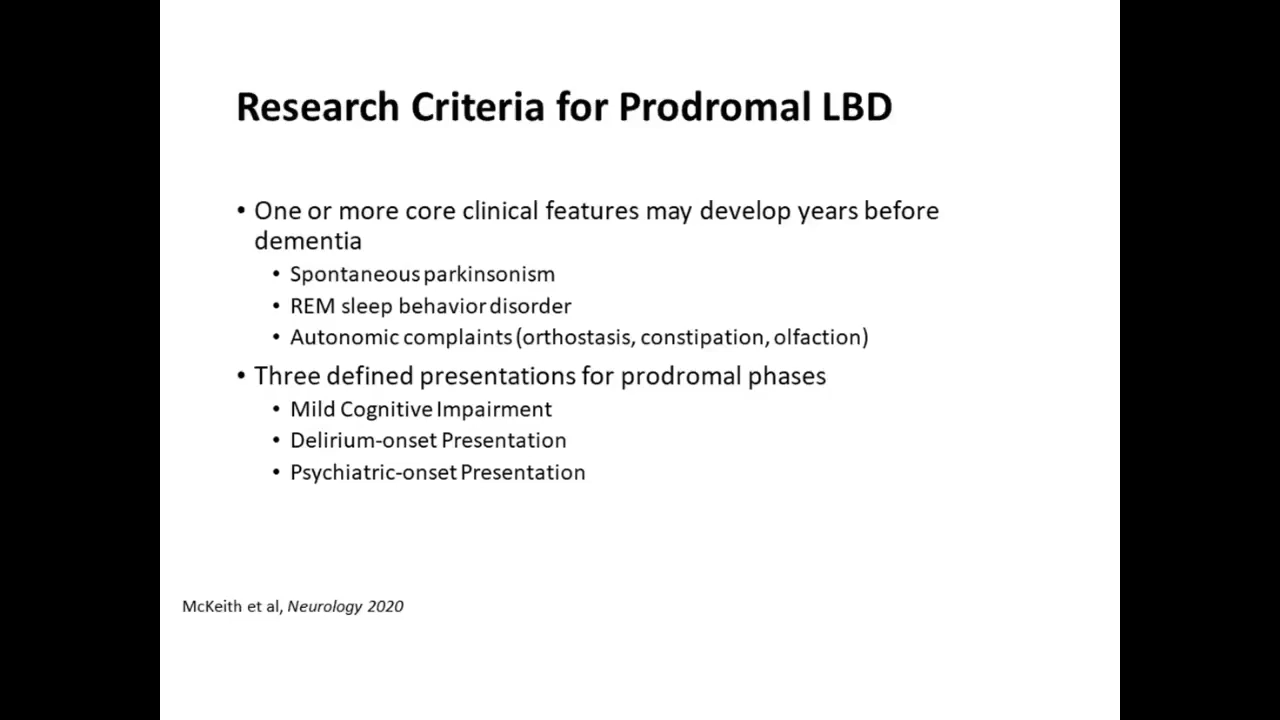 Research Criteria for Prodromal LBD
• One or more core clinical features may develop years before
dementia
• Spontaneous parkinsonism
• REM sleep behavior disorder
• Autonomic complaints (orthostasis, constipation, olfaction)
• Three defined presentations for prodromal phases
• Mild Cognitive Impairment
• Delirium-onset Presentation
• Psychiatric-onset Presentation
McKeith et al, Neurology 2020